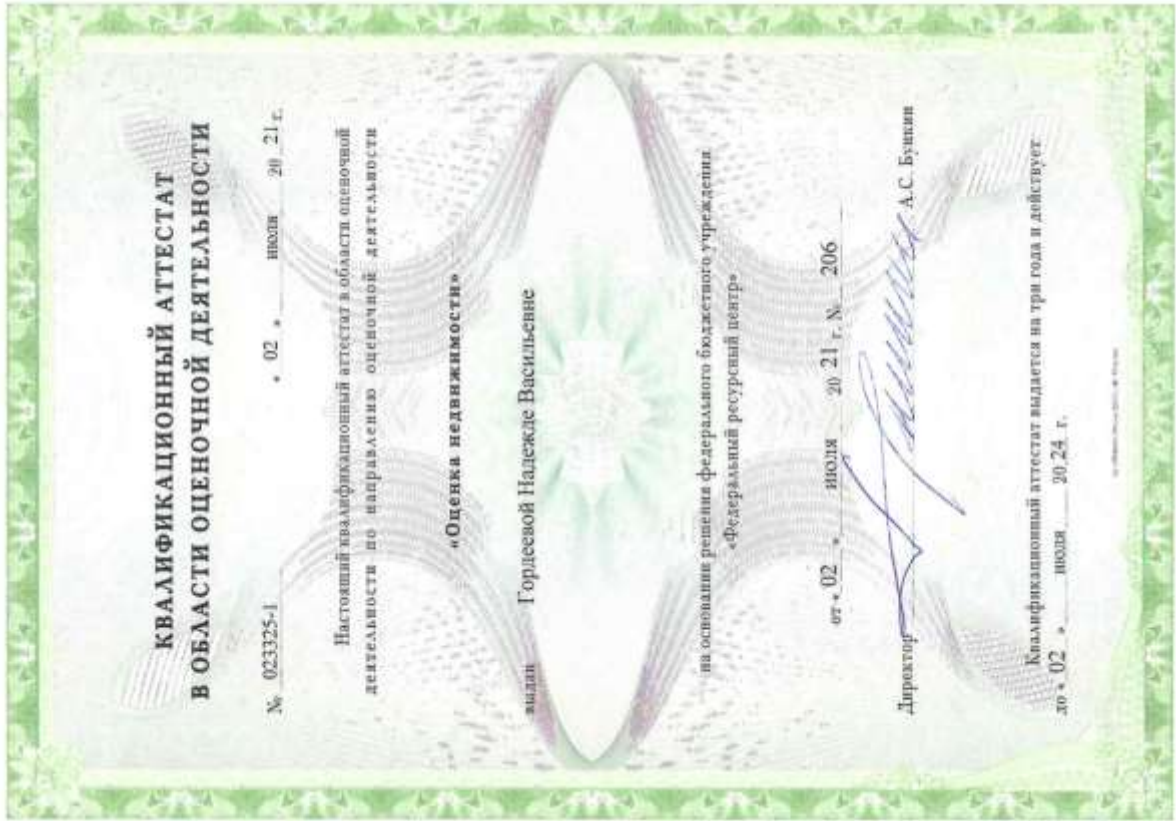 КВАЛИФИКАЦИОННЫЙ АТТЕСТАТ
В ОБЛАСТИ ОЦЕНОЧНОЙ ДЕЯТЕЛЬНОСТИ
№ 023325-1 « 02 » июля 20 21 г.
Настоящий квалификационный аттестат в области оценочной
деятельности по направлению оценочной деятельности
«Оценка недвижимости»
выдан Гордеевой Надежде Васильевне
на основании решения федерального бюджетного учреждения
«Федеральный ресурсный центр»
от « 02 » июля 20 21 г. № 206
Директор А.С. Бункин
Квалификационный аттестат выдается на три года и действует
до « 02 » июля 20 24 г.